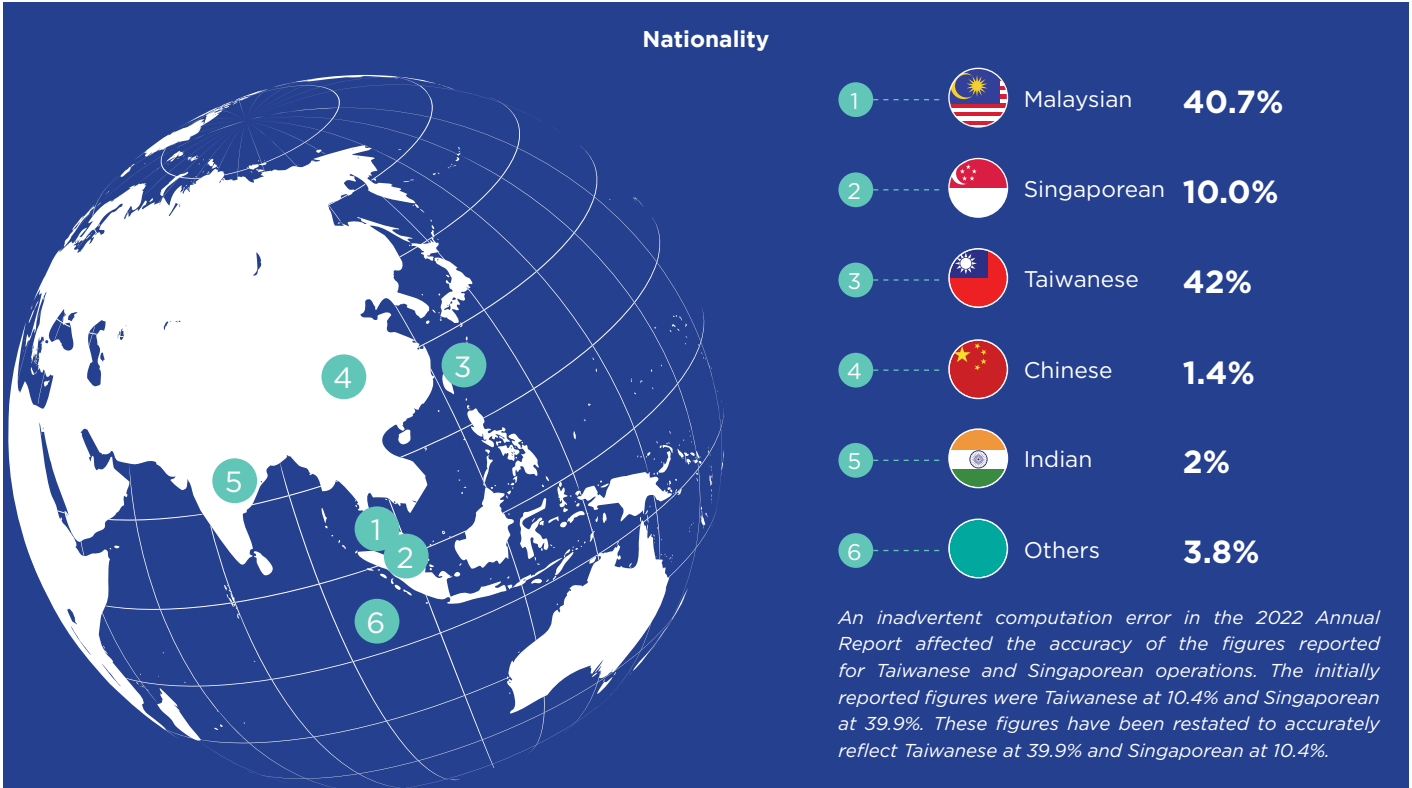 Nationality
1 Malaysian 40.7%
2 Singaporean 10.0%
3 Taiwanese 42%
4 Chinese 1.4%
5 Indian 2%
6 Others 3.8%
3
4
5
1
2
6
An inadvertent computation error in the 2022 Annual
Report affected the accuracy of the figures reported
for Taiwanese and Singaporean operations. The initially
reported figures were Taiwanese at 10.4% and Singaporean
at 39.9%. These figures have been restated to accurately
reflect Taiwanese at 39.9% and Singaporean at 10.4%.